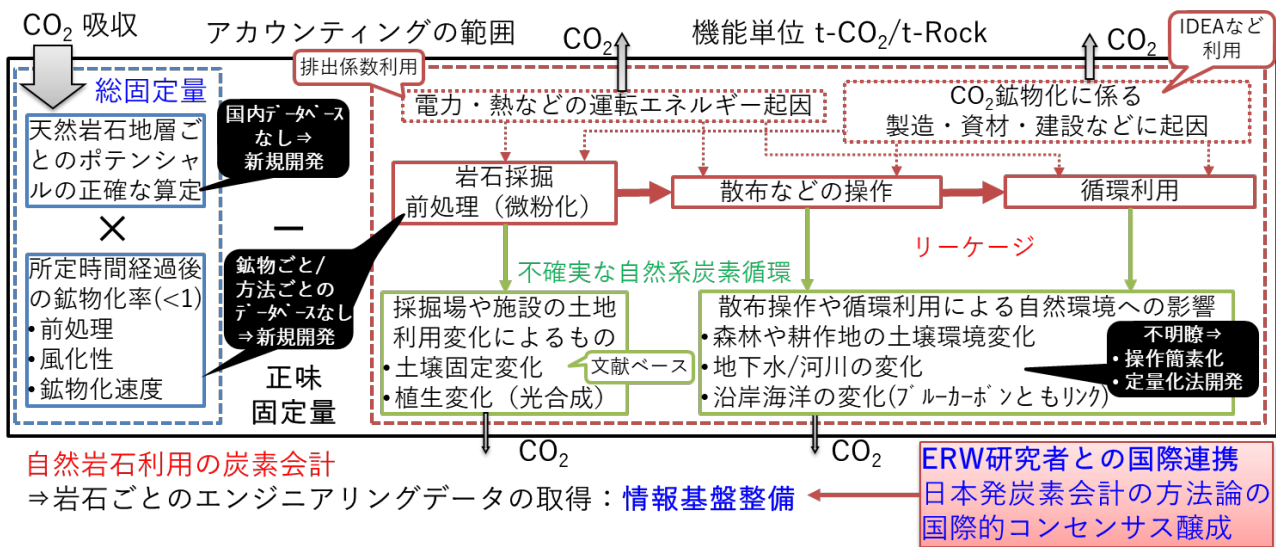 CO₂ 吸収
アカウンティングの範囲
CO₂
機能単位 t-CO₂/t-Rock
CO₂
IDEAなど
利用
排出係数利用
総固定量
天然岩石地層ご
とのポテンシャ
ルの正確な算定
国内ﾃﾞｰﾀﾍﾞｰｽ
なし⇒
新規開発
電力・熱などの運転エネルギー起因
CO₂鉱物化に係る
製造・資材・建設などに起因
岩石採掘
前処理（微粉化）
散布などの操作
循環利用
×
−
リーケージ
所定時間経過後
の鉱物化率(<1)
•前処理
•風化性
•鉱物化速度
鉱物ごと/
方法ごとの
ﾃﾞｰﾀﾍﾞｰｽなし
⇒新規開発
正味
固定量
不確実な自然系炭素循環
採掘場や施設の土地
利用変化によるもの
•土壌固定変化
•植生変化（光合成）
文献ベース
散布操作や循環利用による自然環境への影響
•森林や耕作地の土壌環境変化
•地下水/河川の変化
•沿岸海洋の変化(ﾌﾞﾙｰｶｰﾎﾞﾝともﾘﾝｸ)
不明瞭⇒
•操作簡素化
•定量化法開発
CO₂
CO₂
自然岩石利用の炭素会計
⇒岩石ごとのエンジニアリングデータの取得：情報基盤整備
ERW研究者との国際連携
日本発炭素会計の方法論の
国際的コンセンサス醸成